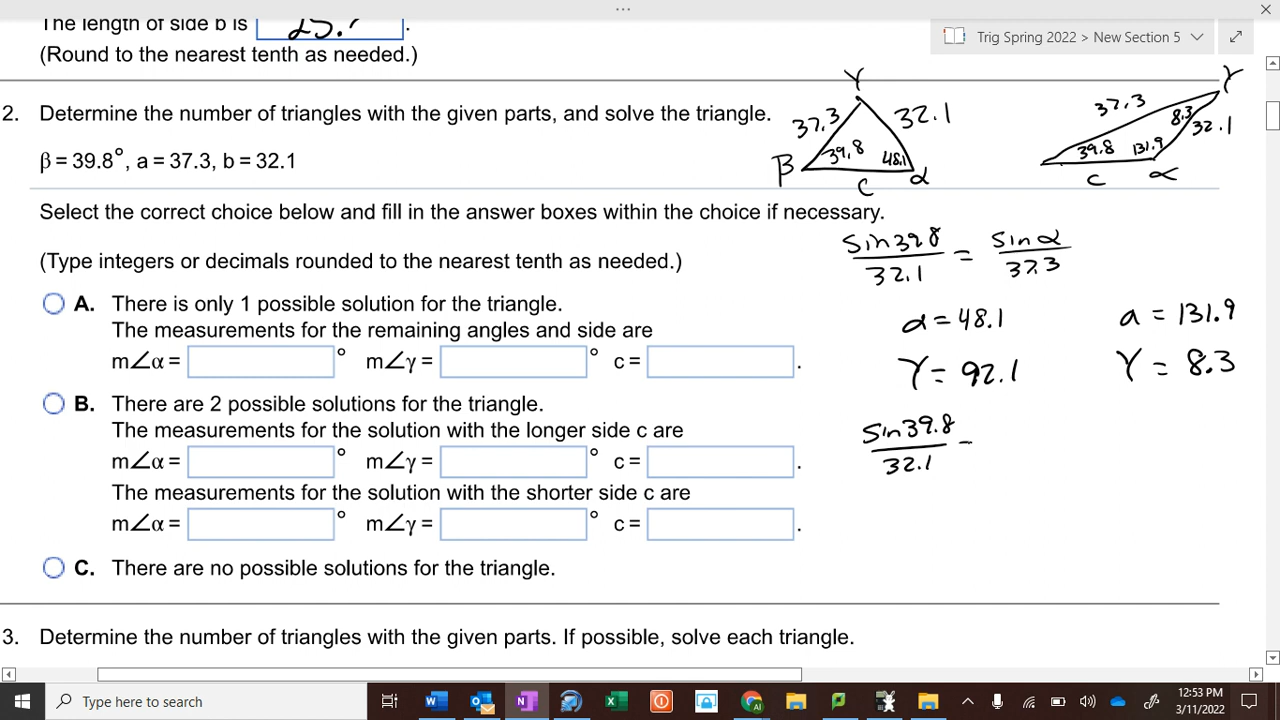 The length of side b is 25.
(Round to the nearest tenth as needed.)
Trig Spring 2022 > New Section 5
2. Determine the number of triangles with the given parts, and solve the triangle.
β = 39.8°, a = 37.3, b = 32.1
γ
37.3
32.1
39.8
48.1
β
c
α
γ
37.3
8.3
32.1
39.8
131.9
c
α
Select the correct choice below and fill in the answer boxes within the choice if necessary.
(Type integers or decimals rounded to the nearest tenth as needed.)
sin 39.8 / 32.1 = sin α / 37.3
α = 48.1
a = 131.9
γ = 92.1
γ = 8.3
sin 39.8 / 32.1 =
A. There is only 1 possible solution for the triangle.
The measurements for the remaining angles and side are
m∠α = ° m∠γ = ° c = .
B. There are 2 possible solutions for the triangle.
The measurements for the solution with the longer side c are
m∠α = ° m∠γ = ° c = .
The measurements for the solution with the shorter side c are
m∠α = ° m∠γ = ° c = .
C. There are no possible solutions for the triangle.
3. Determine the number of triangles with the given parts. If possible, solve each triangle.
Type here to search
12:53 PM
3/11/2022